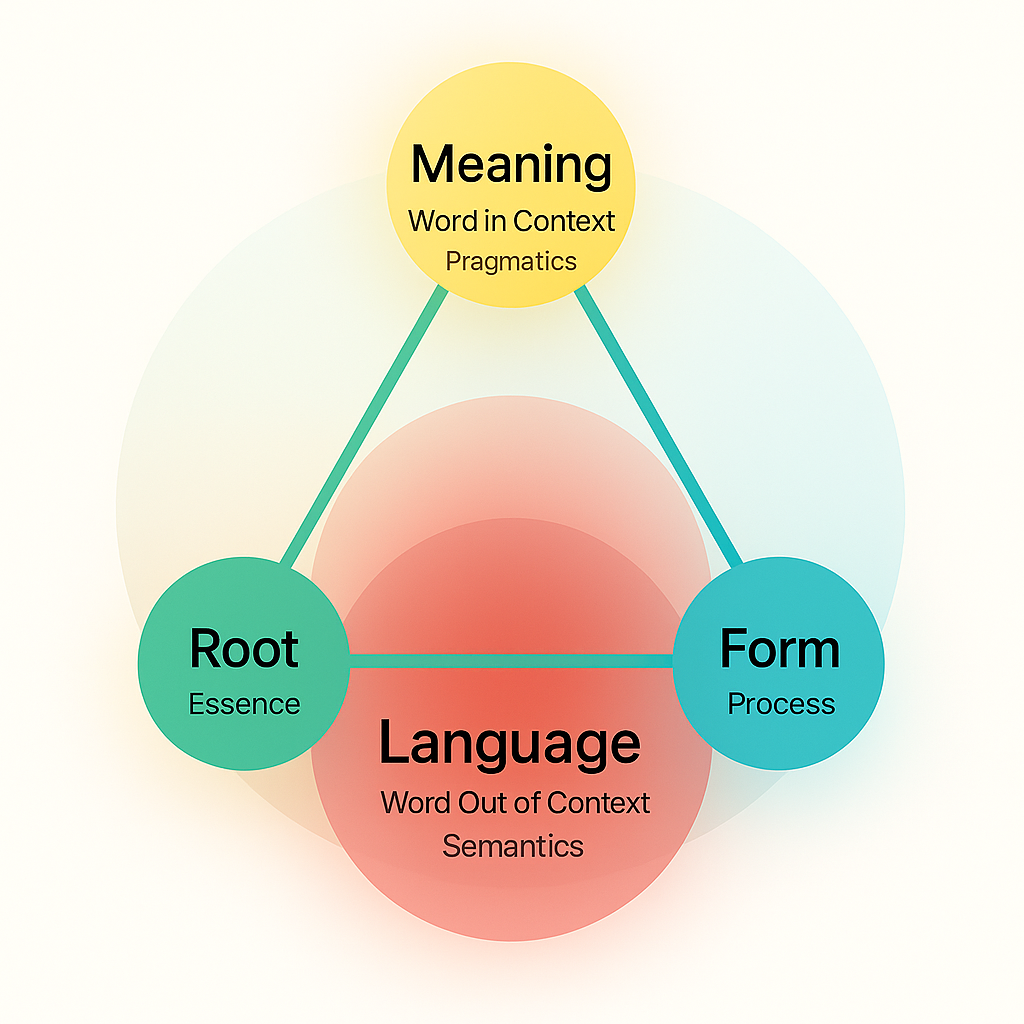 Meaning
Word in Context
Pragmatics
Root
Essence
Form
Process
Language
Word Out of Context
Semantics